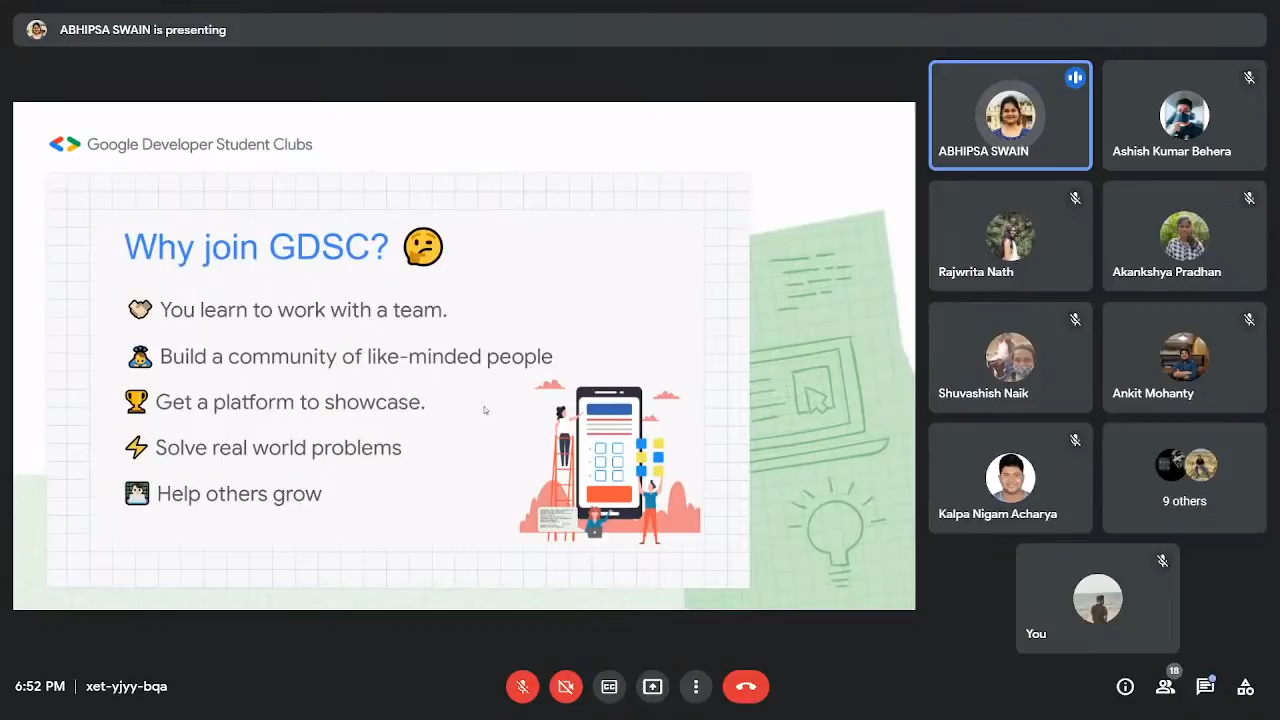 ABHIPSA SWAIN is presenting
Google Developer Student Clubs
Why join GDSC?
You learn to work with a team.
Build a community of like-minded people
Get a platform to showcase.
Solve real world problems
Help others grow
ABHIPSA SWAIN
Ashish Kumar Behera
Rajwrita Nath
Akankshya Pradhan
Shuvashish Naik
Ankit Mohanty
Kalpa Nigam Acharya
9 others
You
6:52 PM | xet-yjyy-bqa
18